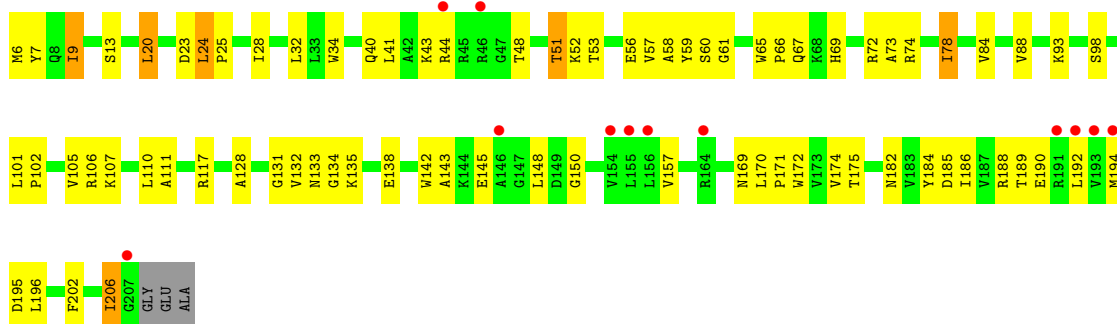 M6 Y7 Q8 I9 S13 L20 D23 L24 P25 I28 L32 L33 W34 Q40 L41 A42 K43 R44 R45 R46 G47 T48 T51 K52 T53 E56 V57 A58 Y59 S60 G61 W65 P66 Q67 K68 H69 R72 A73 R74 I78 V84 V88 K93 S98
L101 P102 V105 R106 K107 L110 A111 R117 A128 G131 V132 N133 G134 K135 E138 W142 A143 K144 E145 A146 G147 L148 D149 G150 V154 L155 L156 V157 R164 N169 L170 P171 W172 V173 V174 T175 N182 V183 Y184 D185 I186 V187 R188 T189 E190 R191 L192 V193 M194
D195 L196 F202 I206 G207 GLY GLU ALA